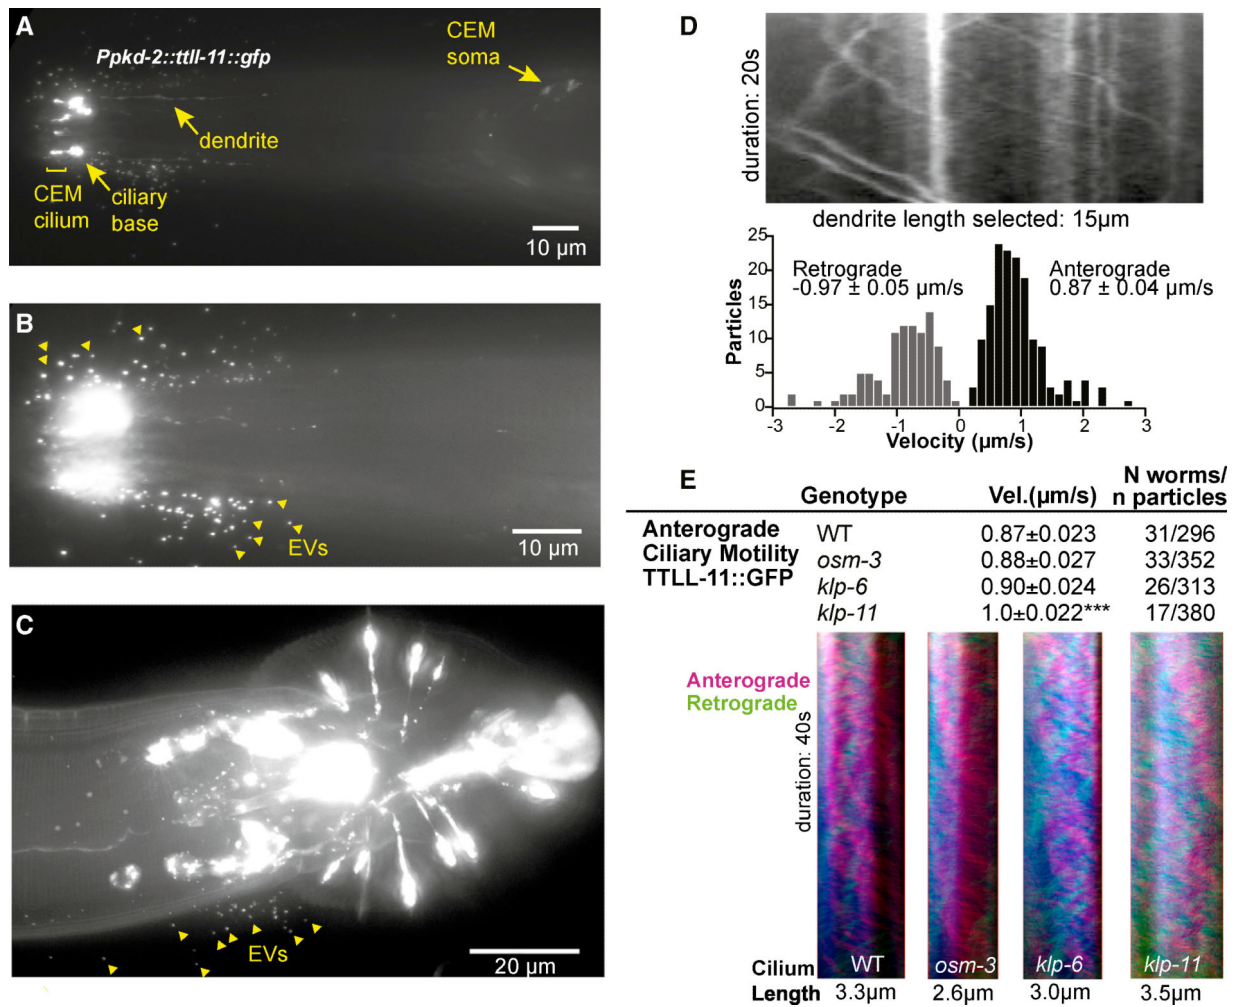 A
Ppkd-2::ttll-11::gfp
CEM
soma
dendrite
CEM
cilium
ciliary
base
10 µm
B
EVs
10 µm
C
EVs
20 µm
D
duration: 20s
dendrite length selected: 15µm
Particles
25
20
15
10
5
0
Retrograde
-0.97 ± 0.05 µm/s
Anterograde
0.87 ± 0.04 µm/s
-3 -2 -1 0 1 2 3
Velocity (µm/s)
E
Genotype Vel.(µm/s) N worms/
n particles
Anterograde WT 0.87±0.023 31/296
Ciliary Motility osm-3 0.88±0.027 33/352
TTLL-11::GFP klp-6 0.90±0.024 26/313
klp-11 1.0±0.022*** 17/380
Anterograde
Retrograde
duration: 40s
Cilium WT osm-3 klp-6 klp-11
Length 3.3µm 2.6µm 3.0µm 3.5µm